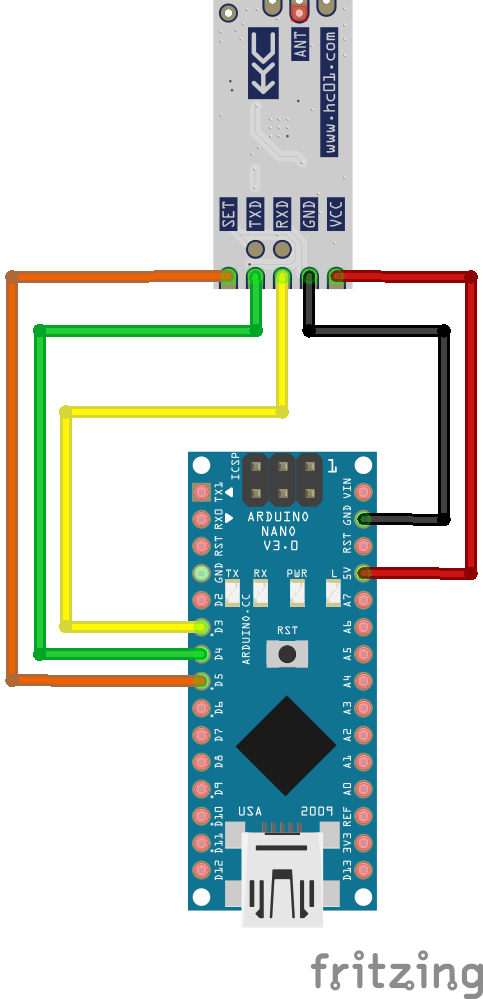 ANT
www.hc01.com
HC
SET
TXD
RXD
GND
VCC
ICSP
1
TX1
RX0
RST
GND
D2
D3
D4
D5
D6
D7
D8
D9
D10
D11
D12
ARDUINO
NANO
V3.0
TX
RX
PWR
L
ARDUINO.CC
RST
USA
2009
VIN
GND
RST
5V
A7
A6
A5
A4
A3
A2
A1
A0
REF
3V3
D13
fritzing